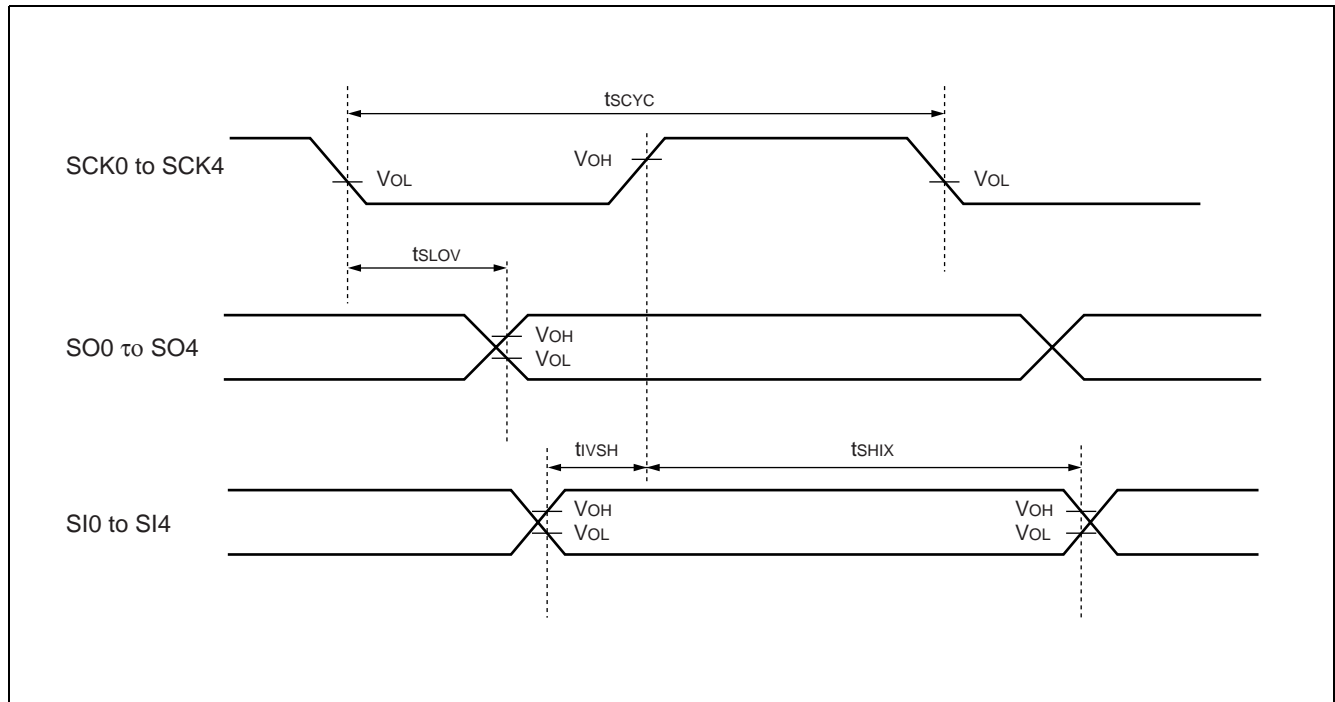 tSCYC
SCK0 to SCK4
VOL
VOH
VOL
tSLOV
SO0 το SO4
VOH
VOL
tIVSH
tSHIX
SI0 to SI4
VOH
VOL
VOH
VOL